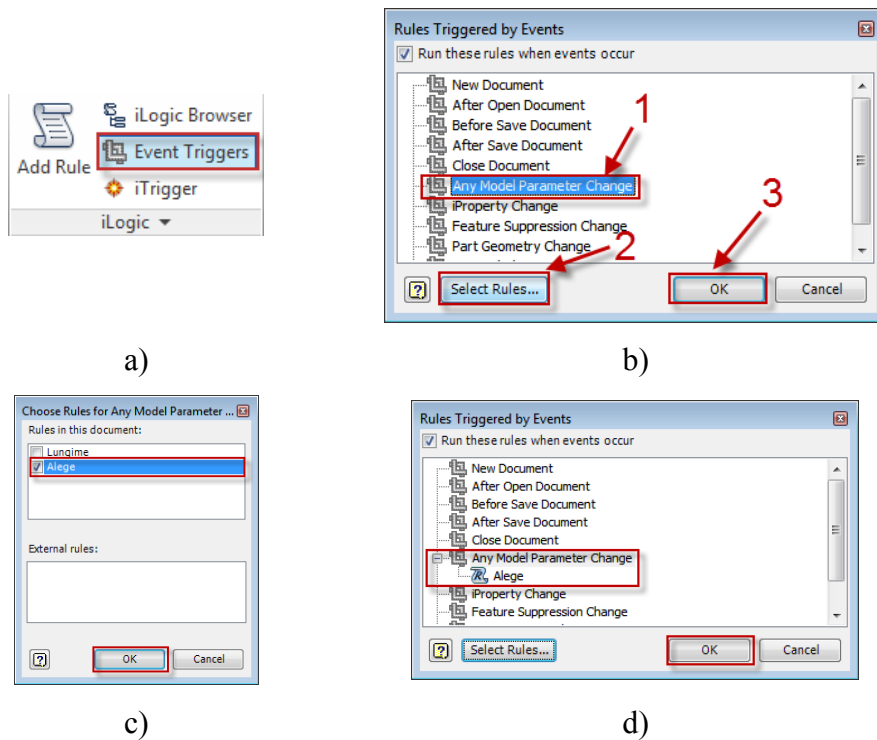 Add Rule
iLogic Browser
Event Triggers
iTrigger
iLogic
a)
Rules Triggered by Events
Run these rules when events occur
New Document
After Open Document
Before Save Document
After Save Document
Close Document
Any Model Parameter Change
iProperty Change
Feature Suppression Change
Part Geometry Change
1
2
3
Select Rules...
OK
Cancel
b)
Choose Rules for Any Model Parameter ...
Rules in this document:
Lungime
Alege
External rules:
OK
Cancel
c)
Rules Triggered by Events
Run these rules when events occur
New Document
After Open Document
Before Save Document
After Save Document
Close Document
Any Model Parameter Change
Alege
iProperty Change
Feature Suppression Change
Select Rules...
OK
Cancel
d)